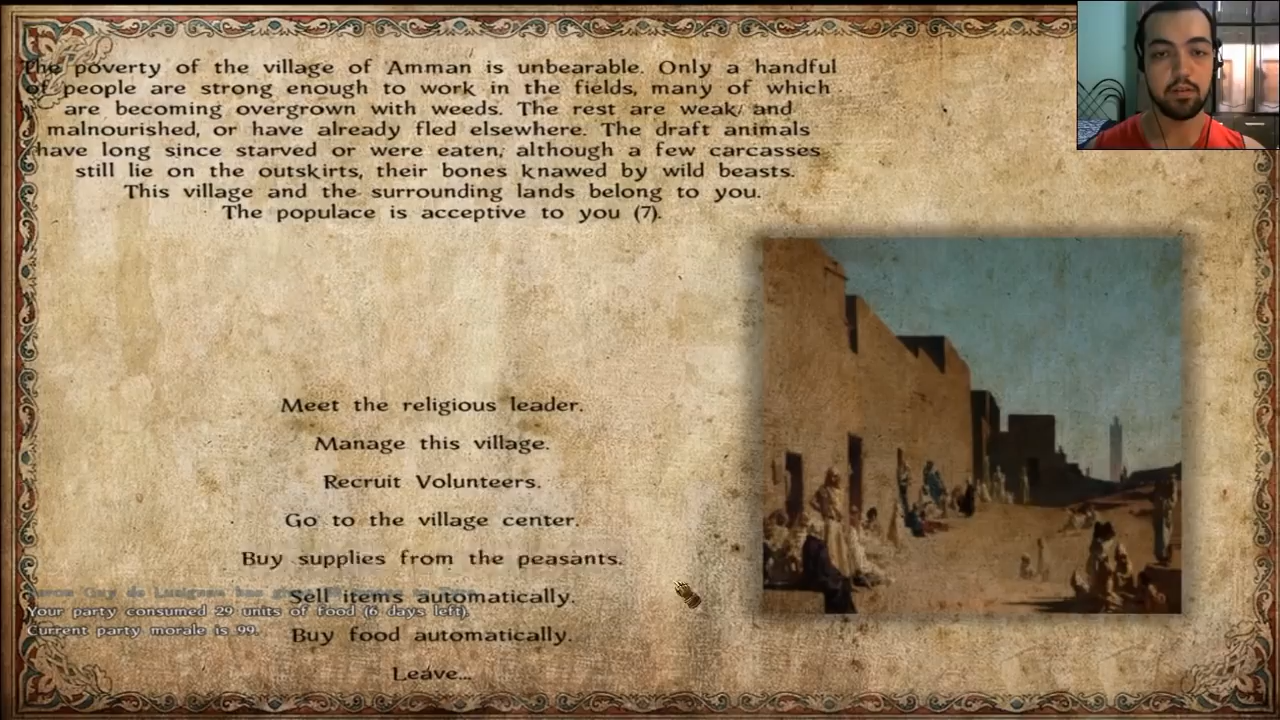 The poverty of the village of Amman is unbearable. Only a handful
of people are strong enough to work in the fields, many of which
are becoming overgrown with weeds. The rest are weak, and
malnourished, or have already fled elsewhere. The draft animals
have long since starved or were eaten, although a few carcasses
still lie on the outskirts, their bones knawed by wild beasts.
This village and the surrounding lands belong to you.
The populace is acceptive to you (7).
Meet the religious leader.
Manage this village.
Recruit Volunteers.
Go to the village center.
Buy supplies from the peasants.
Guy de Lusignan has
Sell items automatically.
Your party consumed 29 units of food (6 days left).
Current party morale is 99.
Buy food automatically.
Leave...